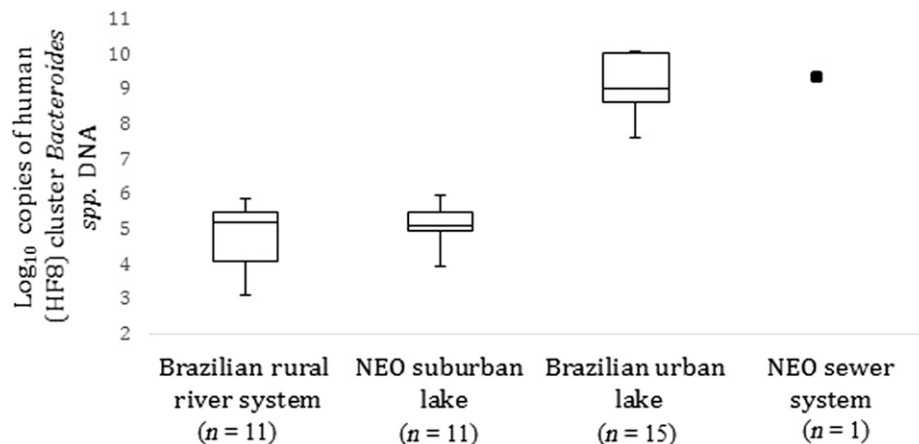 Log10 copies of human
(HF8) cluster Bacteroides
spp. DNA
11
10
9
8
7
6
5
4
3
2
Brazilian rural
river system
(n = 11)
NEO suburban
lake
(n = 11)
Brazilian urban
lake
(n = 15)
NEO sewer
system
(n = 1)